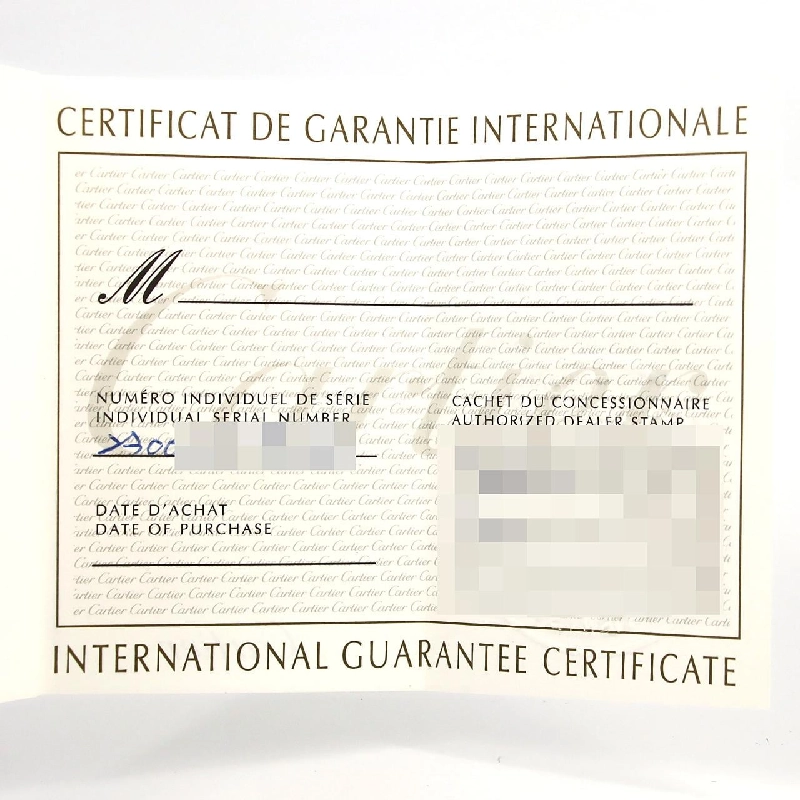 CERTIFICAT DE GARANTIE INTERNATIONALE
M
Cartier
NUMÉRO INDIVIDUEL DE SÉRIE
INDIVIDUAL SERIAL NUMBER
CACHET DU CONCESSIONNAIRE
AUTHORIZED DEALER STAMP
DATE D'ACHAT
DATE OF PURCHASE
INTERNATIONAL GUARANTEE CERTIFICATE